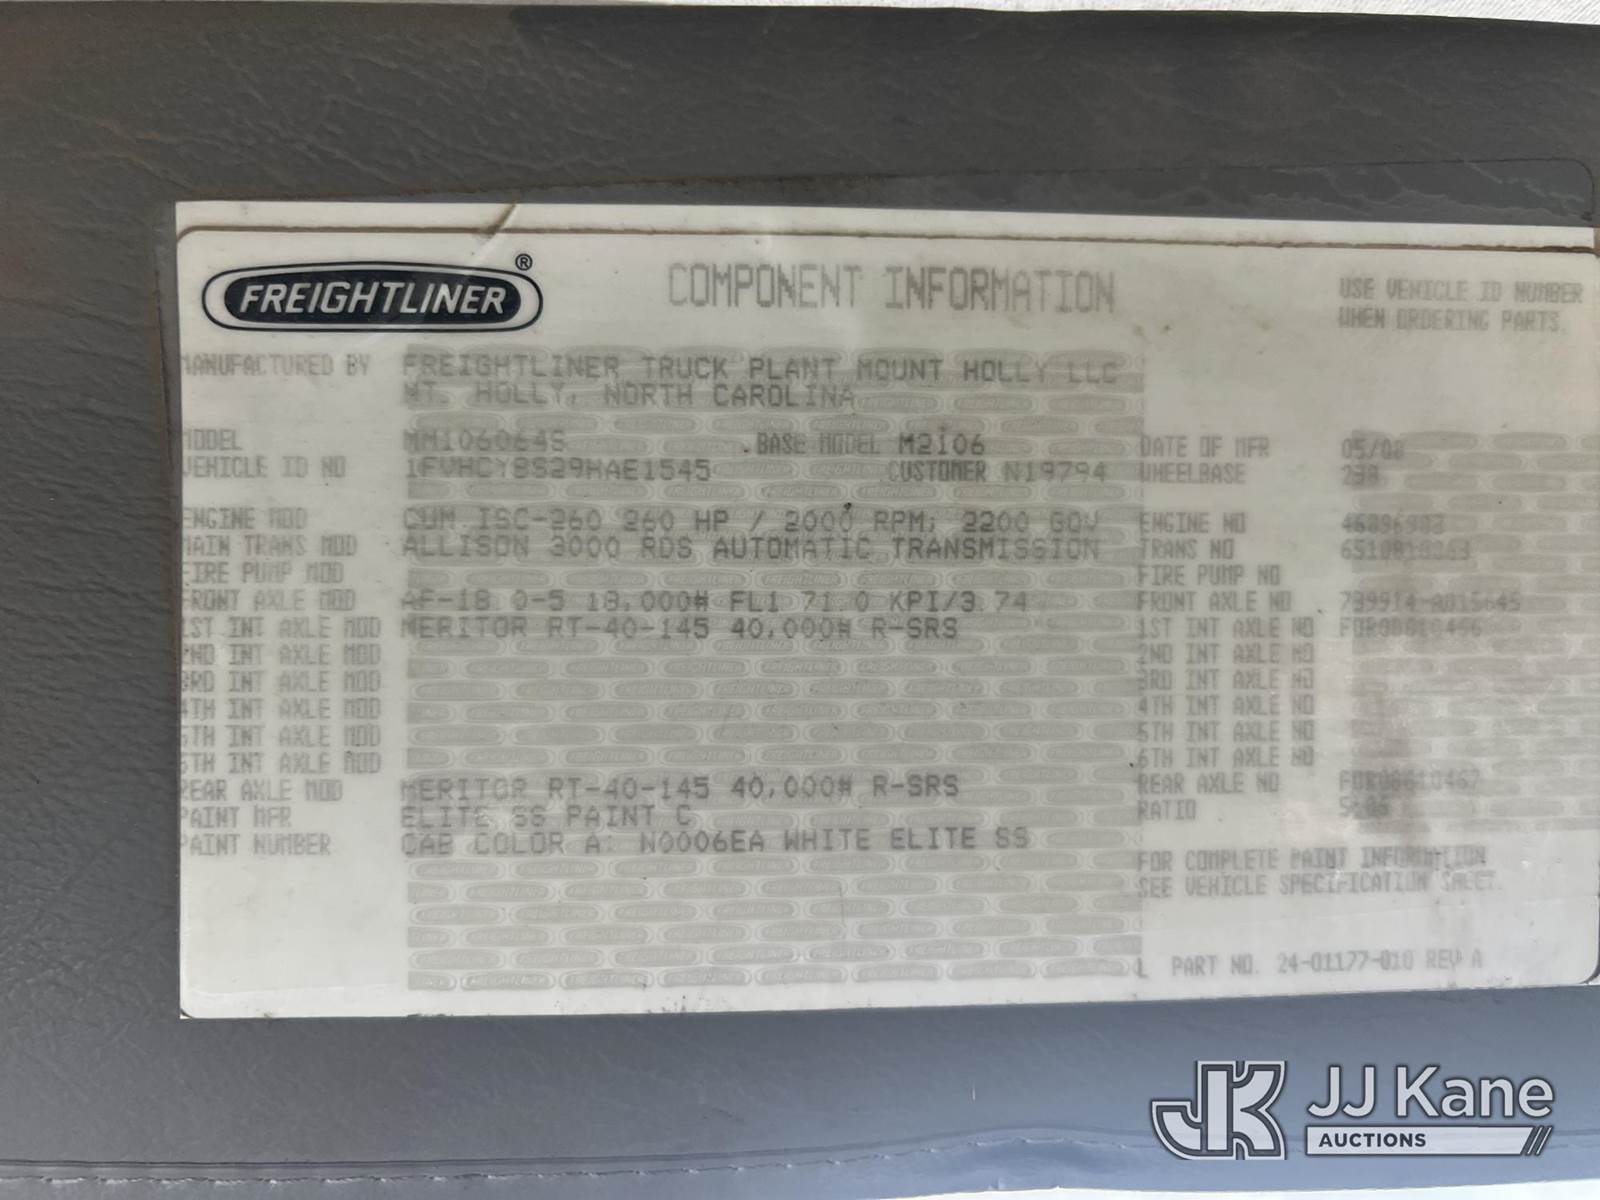 FREIGHTLINER®
COMPONENT INFORMATION
USE VEHICLE ID NUMBER
WHEN ORDERING PARTS.
MANUFACTURED BY FREIGHTLINER TRUCK PLANT MOUNT HOLLY LLC
MT. HOLLY, NORTH CAROLINA
MODEL MM106064S BASE MODEL M2106 DATE OF MFR 05/08
VEHICLE ID NO 1FVHCYBS29HAE1545 CUSTOMER N19794 WHEELBASE
ENGINE MOD CUM ISC-260 260 HP / 2000 RPM, 2200 GOV ENGINE NO
MAIN TRANS MOD ALLISON 3000 RDS AUTOMATIC TRANSMISSION TRANS NO
FIRE PUMP MOD FIRE PUMP NO
FRONT AXLE MOD AF-18.0-5 18,000# FL1 71.0 KPI/3.74 FRONT AXLE NO
1ST INT AXLE MOD MERITOR RT-40-145 40,000# R-SRS 1ST INT AXLE NO
2ND INT AXLE MOD 2ND INT AXLE NO
3RD INT AXLE MOD 3RD INT AXLE NO
4TH INT AXLE MOD 4TH INT AXLE NO
5TH INT AXLE MOD 5TH INT AXLE NO
6TH INT AXLE MOD 6TH INT AXLE NO
REAR AXLE MOD MERITOR RT-40-145 40,000# R-SRS REAR AXLE NO
PAINT MFR ELITE SS PAINT C RATIO
PAINT NUMBER CAB COLOR A: N0006EA WHITE ELITE SS
FOR COMPLETE PAINT INFORMATION
SEE VEHICLE SPECIFICATION SHEET.
PART NO. 24-01177-010 REV A
JK JJ Kane
AUCTIONS